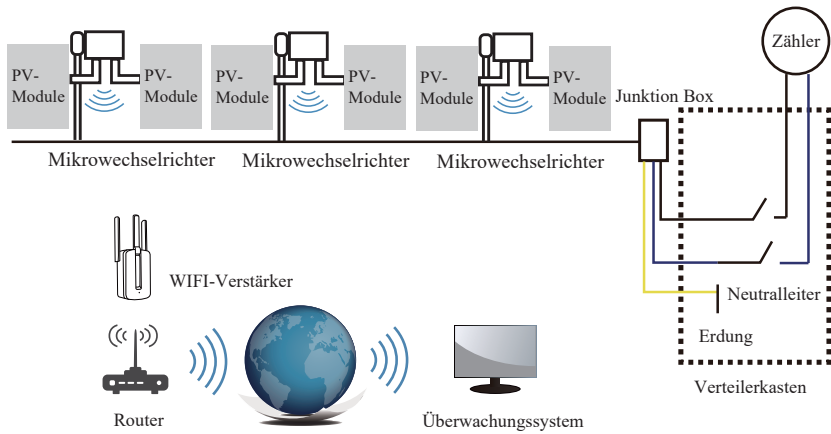 Zähler
PV-
Module
PV-
Module
PV-
Module
PV-
Module
PV-
Module
PV-
Module
Junktion Box
Mikrowechselrichter
Mikrowechselrichter
Mikrowechselrichter
WIFI-Verstärker
Neutralleiter
Erdung
Verteilerkasten
Router
Überwachungssystem